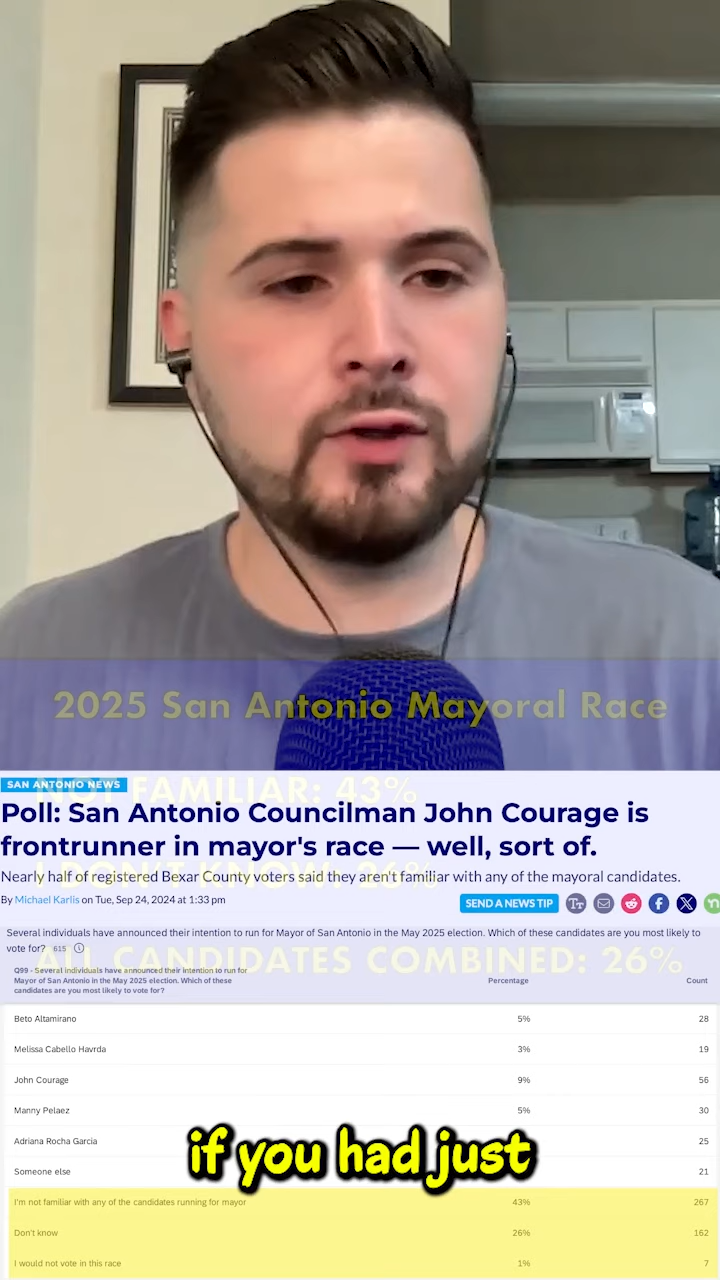 2025 San Antonio Mayoral Race
SAN ANTONIO NEWS
NOT FAMILIAR: 43%
Poll: San Antonio Councilman John Courage is
frontrunner in mayor's race — well, sort of.
I DON'T KNOW: 26%
Nearly half of registered Bexar County voters said they aren't familiar with any of the mayoral candidates.
By Michael Karlis on Tue, Sep 24, 2024 at 1:33 pm
SEND A NEWS TIP
Several individuals have announced their intention to run for Mayor of San Antonio in the May 2025 election. Which of these candidates are you most likely to
vote for? 615
ALL CANDIDATES COMBINED: 26%
Q99 - Several individuals have announced their intention to run for
Mayor of San Antonio in the May 2025 election. Which of these
candidates are you most likely to vote for?
Percentage Count
Beto Altamirano 5% 28
Melissa Cabello Havrda 3% 19
John Courage 9% 56
Manny Pelaez 5% 30
Adriana Rocha Garcia 25
Someone else 21
if you had just
I'm not familiar with any of the candidates running for mayor 43% 267
Don't know 26% 162
I would not vote in this race 1% 7